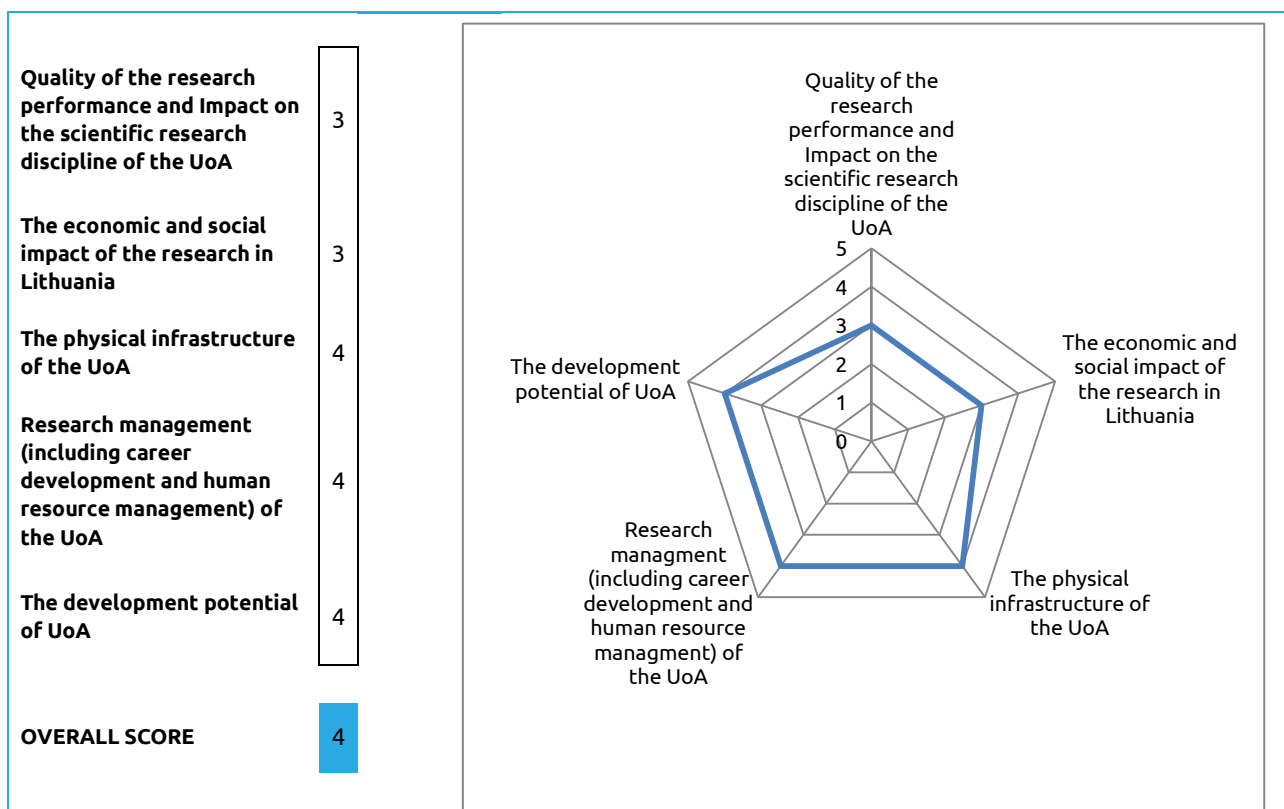 Quality of the research
performance and Impact on
the scientific research
discipline of the UoA
3
The economic and social
impact of the research in
Lithuania
3
The physical infrastructure
of the UoA
4
Research management
(including career
development and human
resource management) of
the UoA
4
The development potential
of UoA
4
OVERALL SCORE
4
Quality of the
research
performance and
Impact on the
scientific research
discipline of the
UoA
5
4
3
2
1
0
The economic and
social impact of
the research in
Lithuania
The physical
infrastructure of
the UoA
Research
managment
(including career
development and
human resource
managment) of
the UoA
The development
potential of UoA